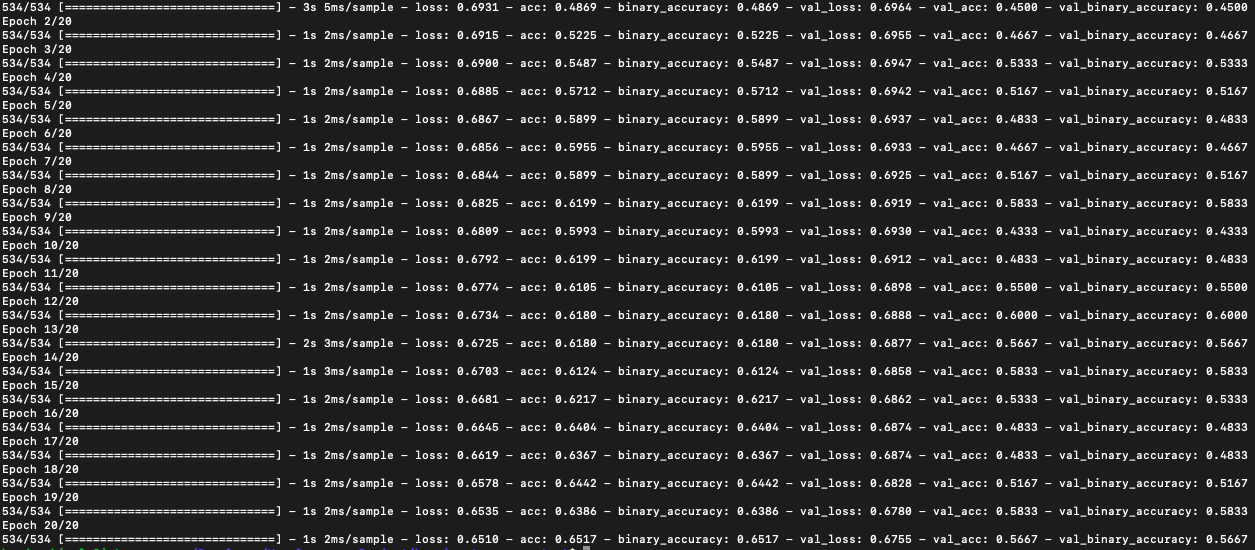 534/534 [==============================] - 3s 5ms/sample - loss: 0.6931 - acc: 0.4869 - binary_accuracy: 0.4869 - val_loss: 0.6964 - val_acc: 0.4500 - val_binary_accuracy: 0.4500
Epoch 2/20
534/534 [==============================] - 1s 2ms/sample - loss: 0.6915 - acc: 0.5225 - binary_accuracy: 0.5225 - val_loss: 0.6955 - val_acc: 0.4667 - val_binary_accuracy: 0.4667
Epoch 3/20
534/534 [==============================] - 1s 2ms/sample - loss: 0.6900 - acc: 0.5487 - binary_accuracy: 0.5487 - val_loss: 0.6947 - val_acc: 0.5333 - val_binary_accuracy: 0.5333
Epoch 4/20
534/534 [==============================] - 1s 2ms/sample - loss: 0.6885 - acc: 0.5712 - binary_accuracy: 0.5712 - val_loss: 0.6942 - val_acc: 0.5167 - val_binary_accuracy: 0.5167
Epoch 5/20
534/534 [==============================] - 1s 2ms/sample - loss: 0.6867 - acc: 0.5899 - binary_accuracy: 0.5899 - val_loss: 0.6937 - val_acc: 0.4833 - val_binary_accuracy: 0.4833
Epoch 6/20
534/534 [==============================] - 1s 2ms/sample - loss: 0.6856 - acc: 0.5955 - binary_accuracy: 0.5955 - val_loss: 0.6933 - val_acc: 0.4667 - val_binary_accuracy: 0.4667
Epoch 7/20
534/534 [==============================] - 1s 2ms/sample - loss: 0.6844 - acc: 0.5899 - binary_accuracy: 0.5899 - val_loss: 0.6925 - val_acc: 0.5167 - val_binary_accuracy: 0.5167
Epoch 8/20
534/534 [==============================] - 1s 2ms/sample - loss: 0.6825 - acc: 0.6199 - binary_accuracy: 0.6199 - val_loss: 0.6919 - val_acc: 0.5833 - val_binary_accuracy: 0.5833
Epoch 9/20
534/534 [==============================] - 1s 2ms/sample - loss: 0.6809 - acc: 0.5993 - binary_accuracy: 0.5993 - val_loss: 0.6930 - val_acc: 0.4333 - val_binary_accuracy: 0.4333
Epoch 10/20
534/534 [==============================] - 1s 2ms/sample - loss: 0.6792 - acc: 0.6199 - binary_accuracy: 0.6199 - val_loss: 0.6912 - val_acc: 0.4833 - val_binary_accuracy: 0.4833
Epoch 11/20
534/534 [==============================] - 1s 2ms/sample - loss: 0.6774 - acc: 0.6105 - binary_accuracy: 0.6105 - val_loss: 0.6898 - val_acc: 0.5500 - val_binary_accuracy: 0.5500
Epoch 12/20
534/534 [==============================] - 1s 2ms/sample - loss: 0.6734 - acc: 0.6180 - binary_accuracy: 0.6180 - val_loss: 0.6888 - val_acc: 0.6000 - val_binary_accuracy: 0.6000
Epoch 13/20
534/534 [==============================] - 2s 3ms/sample - loss: 0.6725 - acc: 0.6180 - binary_accuracy: 0.6180 - val_loss: 0.6877 - val_acc: 0.5667 - val_binary_accuracy: 0.5667
Epoch 14/20
534/534 [==============================] - 1s 3ms/sample - loss: 0.6703 - acc: 0.6124 - binary_accuracy: 0.6124 - val_loss: 0.6858 - val_acc: 0.5833 - val_binary_accuracy: 0.5833
Epoch 15/20
534/534 [==============================] - 1s 2ms/sample - loss: 0.6681 - acc: 0.6217 - binary_accuracy: 0.6217 - val_loss: 0.6862 - val_acc: 0.5333 - val_binary_accuracy: 0.5333
Epoch 16/20
534/534 [==============================] - 1s 2ms/sample - loss: 0.6645 - acc: 0.6404 - binary_accuracy: 0.6404 - val_loss: 0.6874 - val_acc: 0.4833 - val_binary_accuracy: 0.4833
Epoch 17/20
534/534 [==============================] - 1s 2ms/sample - loss: 0.6619 - acc: 0.6367 - binary_accuracy: 0.6367 - val_loss: 0.6874 - val_acc: 0.4833 - val_binary_accuracy: 0.4833
Epoch 18/20
534/534 [==============================] - 1s 2ms/sample - loss: 0.6578 - acc: 0.6442 - binary_accuracy: 0.6442 - val_loss: 0.6828 - val_acc: 0.5167 - val_binary_accuracy: 0.5167
Epoch 19/20
534/534 [==============================] - 1s 2ms/sample - loss: 0.6535 - acc: 0.6386 - binary_accuracy: 0.6386 - val_loss: 0.6780 - val_acc: 0.5833 - val_binary_accuracy: 0.5833
Epoch 20/20
534/534 [==============================] - 1s 2ms/sample - loss: 0.6510 - acc: 0.6517 - binary_accuracy: 0.6517 - val_loss: 0.6755 - val_acc: 0.5667 - val_binary_accuracy: 0.5667